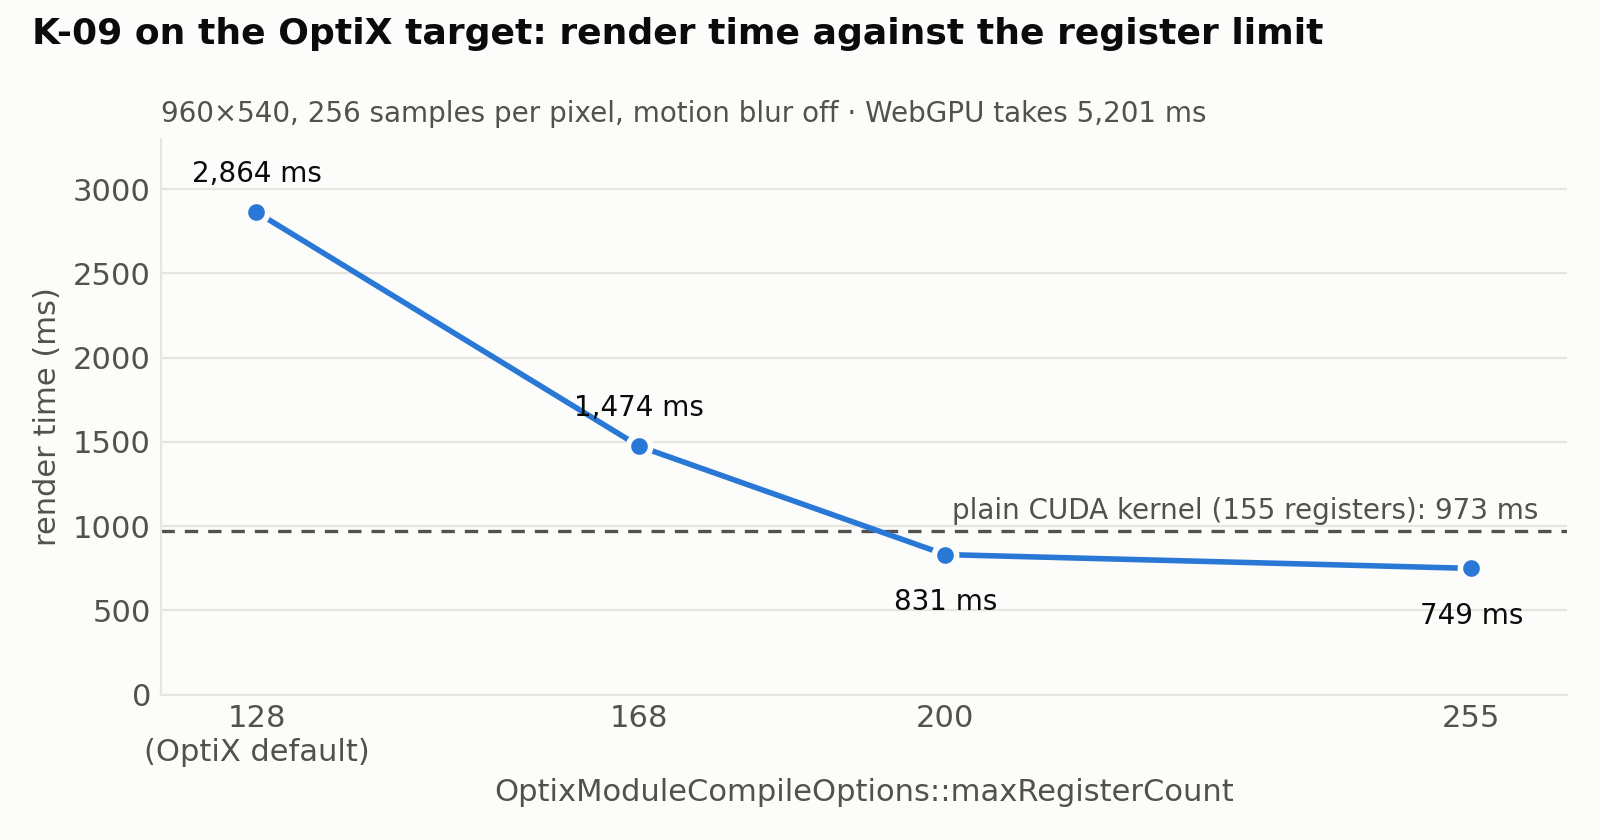 K-09 on the OptiX target: render time against the register limit
960×540, 256 samples per pixel, motion blur off · WebGPU takes 5,201 ms
render time (ms)
3000
2500
2000
1500
1000
500
0
2,864 ms
1,474 ms
plain CUDA kernel (155 registers): 973 ms
831 ms
749 ms
128
(OptiX default)
168
200
255
OptixModuleCompileOptions::maxRegisterCount